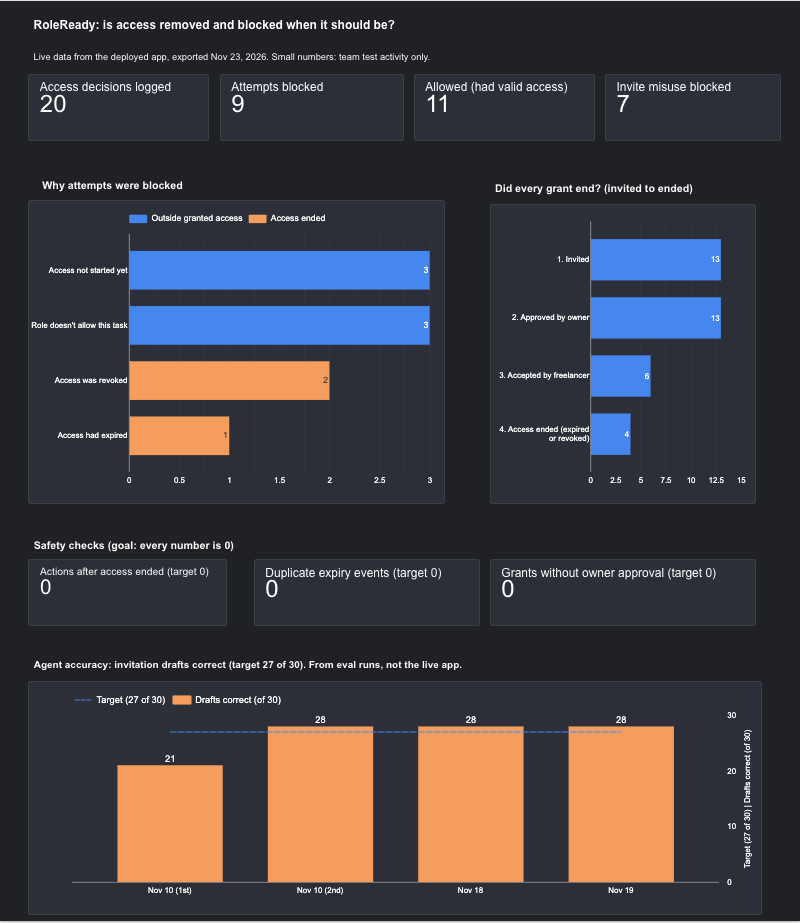 RoleReady: is access removed and blocked when it should be?
Live data from the deployed app, exported Nov 23, 2026. Small numbers: team test activity only.
Access decisions logged
20
Attempts blocked
9
Allowed (had valid access)
11
Invite misuse blocked
7
Why attempts were blocked
Outside granted access
Access ended
Access not started yet
3
Role doesn't allow this task
3
Access was revoked
2
Access had expired
1
0 0.5 1 1.5 2 2.5 3
Did every grant end? (invited to ended)
1. Invited
13
2. Approved by owner
13
3. Accepted by freelancer
6
4. Access ended (expired
or revoked)
4
0 2.5 5 7.5 10 12.5 15
Safety checks (goal: every number is 0)
Actions after access ended (target 0)
0
Duplicate expiry events (target 0)
0
Grants without owner approval (target 0)
0
Agent accuracy: invitation drafts correct (target 27 of 30). From eval runs, not the live app.
Target (27 of 30)
Drafts correct (of 30)
21
28
28
28
30
20
10
0
Target (27 of 30) | Drafts correct (of 30)
Nov 10 (1st)
Nov 10 (2nd)
Nov 18
Nov 19